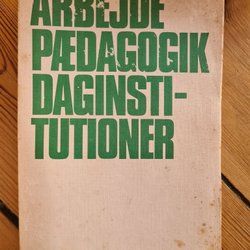 ARBEJDE
PÆDAGOGIK
DAGINSTI-
TUTIONER